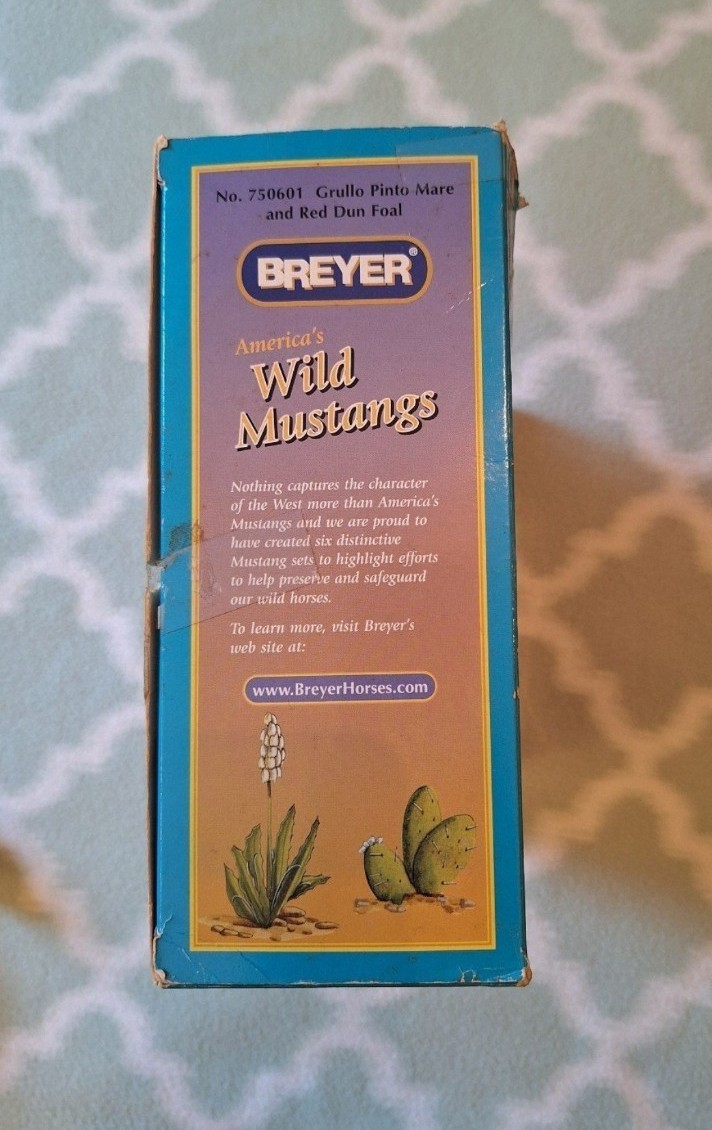 No. 750601 Grullo Pinto Mare
and Red Dun Foal
BREYER®
America's
Wild
Mustangs
Nothing captures the character
of the West more than America's
Mustangs and we are proud to
have created six distinctive
Mustang sets to highlight efforts
to help preserve and safeguard
our wild horses.
To learn more, visit Breyer's
web site at:
www.BreyerHorses.com